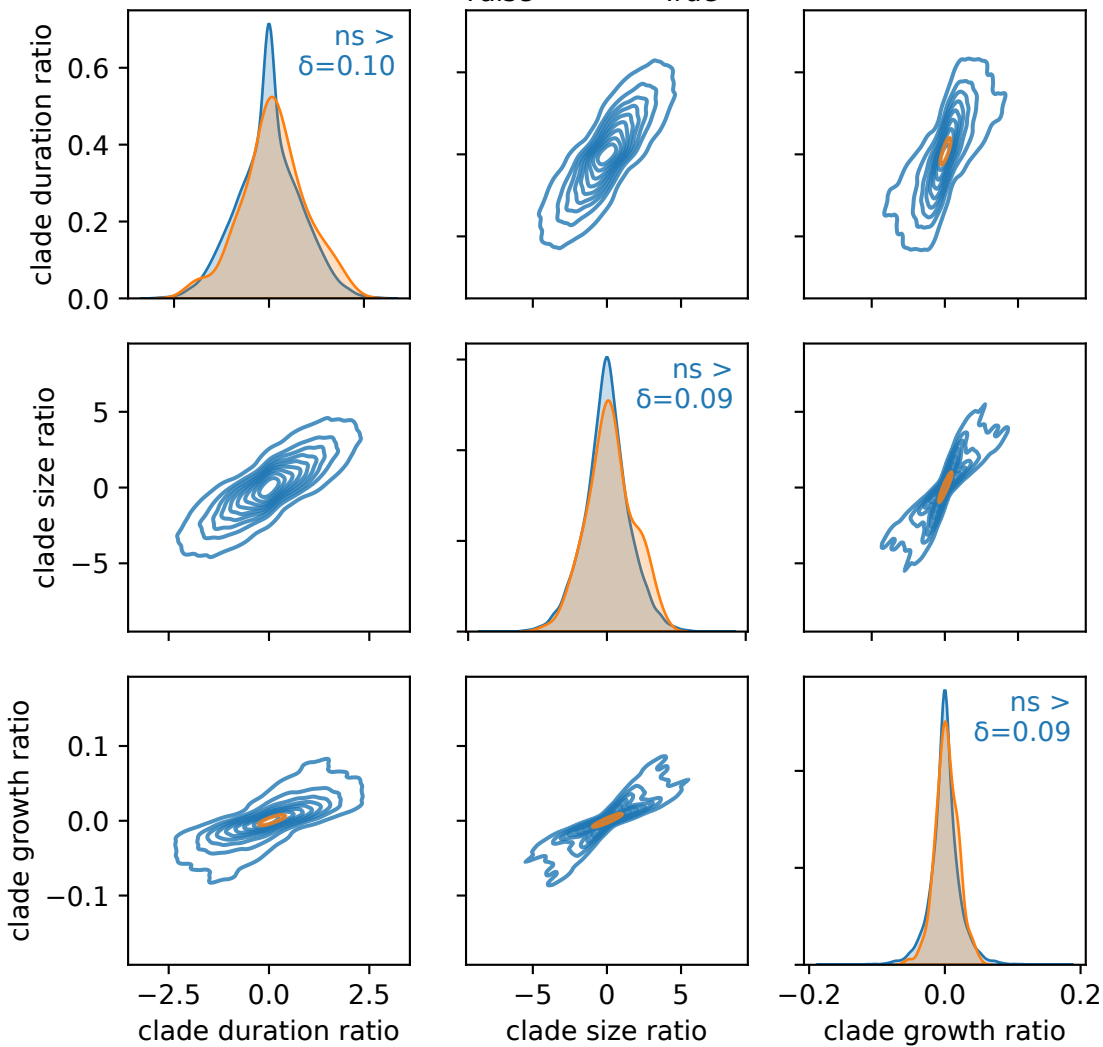 clade duration ratio
0.6
0.4
0.2
0.0
ns >
δ=0.10
clade size ratio
5
0
−5
−5
0
5
ns >
δ=0.09
clade growth ratio
0.1
0.0
−0.1
ns >
δ=0.09
−2.5
0.0
2.5
−5
0
5
−0.2
0.0
0.2
clade duration ratio
clade size ratio
clade growth ratio